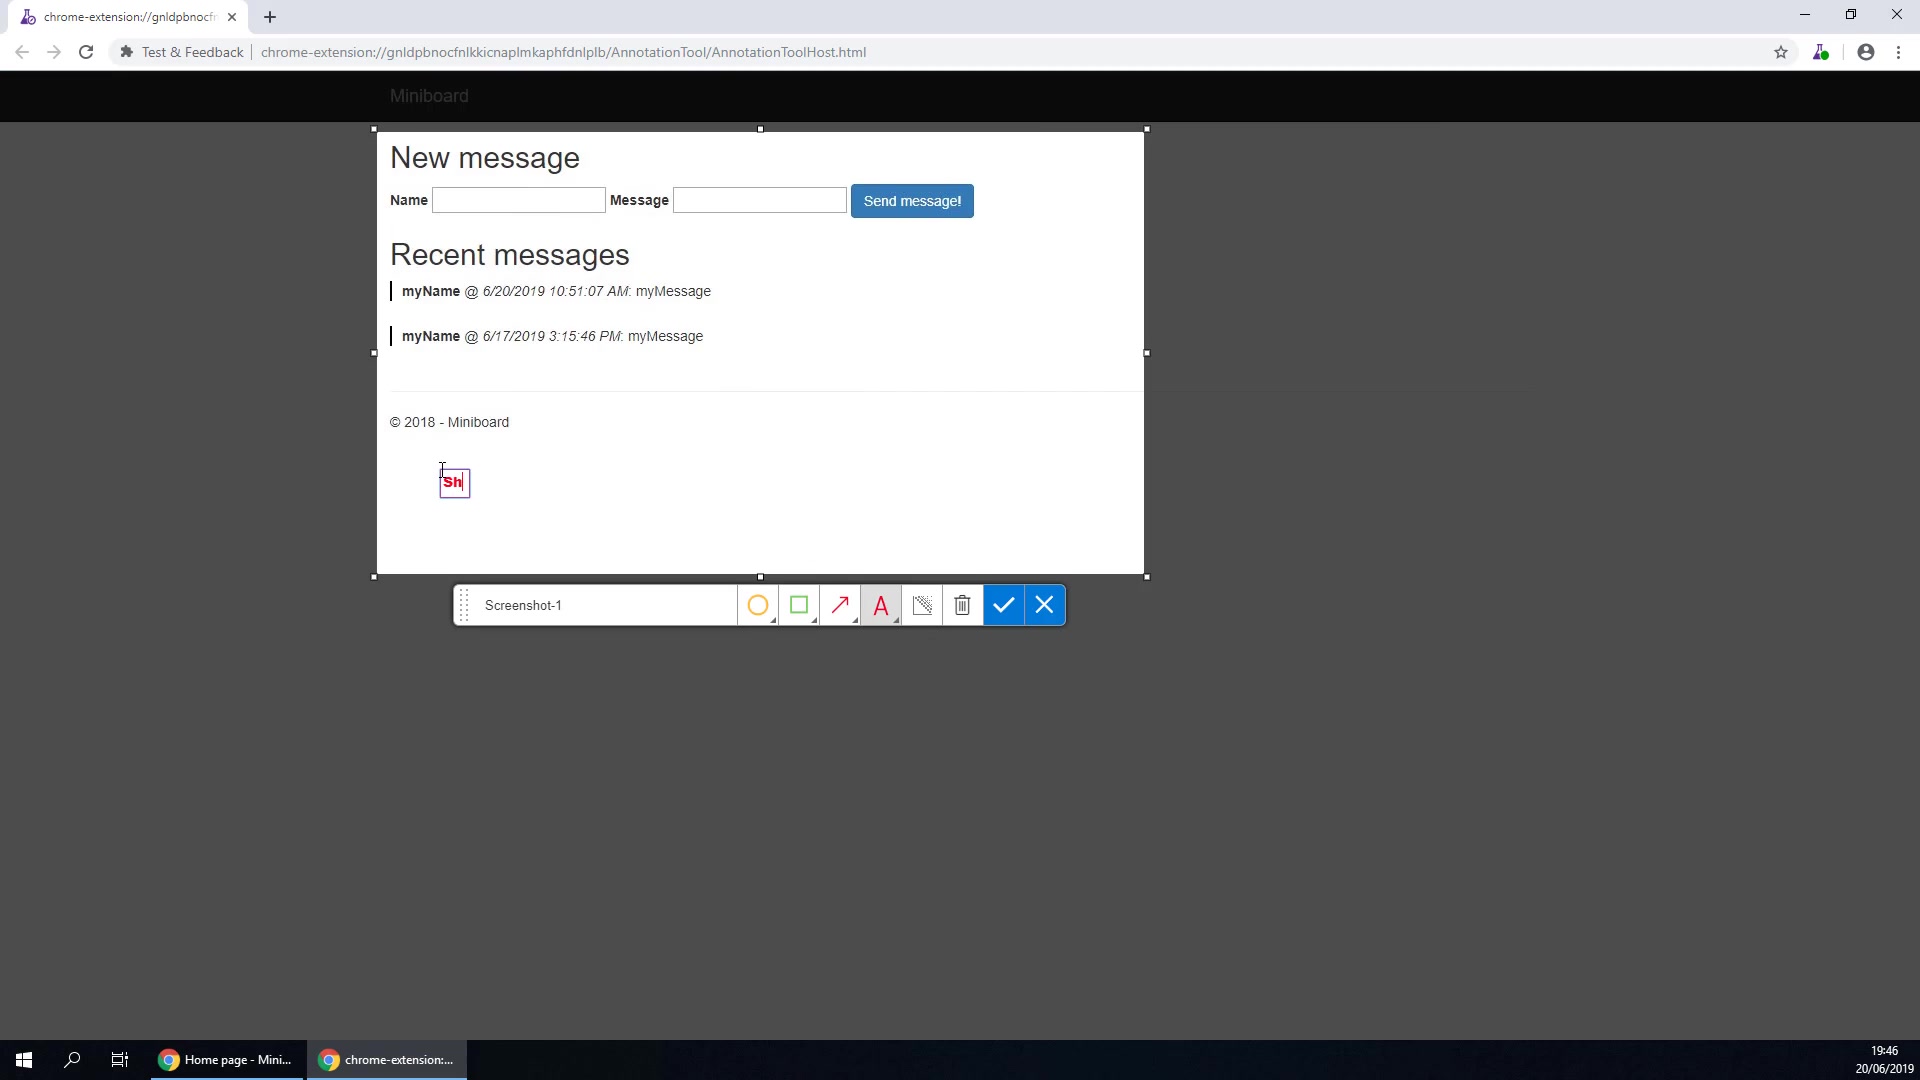 chrome-extension://gnldpbnocfn
Test & Feedback chrome-extension://gnldpbnocfnlkkicnaplmkaphfdnlplb/AnnotationTool/AnnotationToolHost.html
Miniboard
New message
Name Message Send message!
Recent messages
myName @ 6/20/2019 10:51:07 AM: myMessage
myName @ 6/17/2019 3:15:46 PM: myMessage
© 2018 - Miniboard
Sh
Screenshot-1 A
Home page - Mini... chrome-extension:... 19:46
20/06/2019